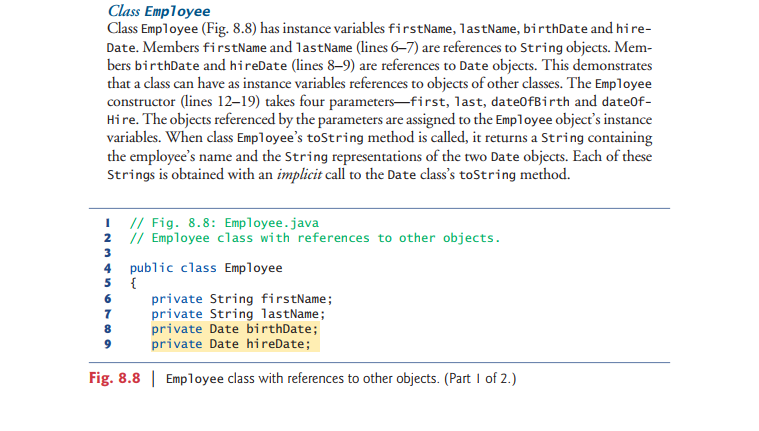 Class Employee
Class Employee (Fig. 8.8) has instance variables firstName, lastName, birthDate and hire-
Date. Members firstName and lastName (lines 6–7) are references to String objects. Mem-
bers birthDate and hireDate (lines 8–9) are references to Date objects. This demonstrates
that a class can have as instance variables references to objects of other classes. The Employee
constructor (lines 12–19) takes four parameters—first, last, dateOfBirth and dateOf-
Hire. The objects referenced by the parameters are assigned to the Employee object's instance
variables. When class Employee's toString method is called, it returns a String containing
the employee's name and the String representations of the two Date objects. Each of these
Strings is obtained with an implicit call to the Date class's toString method.
1 // Fig. 8.8: Employee.java
2 // Employee class with references to other objects.
3
4 public class Employee
5 {
6 private String firstName;
7 private String lastName;
8 private Date birthDate;
9 private Date hireDate;
Fig. 8.8 | Employee class with references to other objects. (Part 1 of 2.)